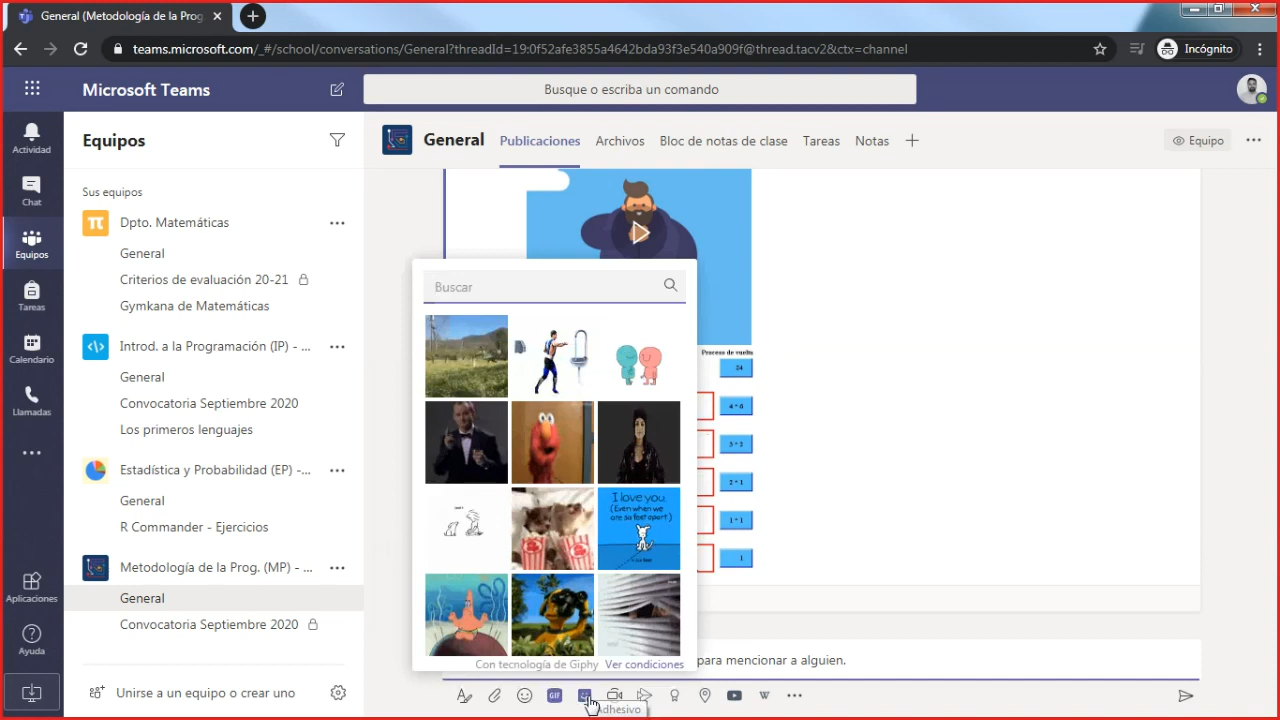 General (Metodología de la Prog
teams.microsoft.com/_#/school/conversations/General?threadId=19:0f52afe3855a4642bda93f3e540a909f@thread.tacv2&ctx=channel
Incógnito
Microsoft Teams
Busque o escriba un comando
Actividad
Chat
Equipos
Tareas
Calendario
Llamadas
Aplicaciones
Ayuda
Equipos
Sus equipos
Dpto. Matemáticas
General
Criterios de evaluación 20-21
Gymkana de Matemáticas
Introd. a la Programación (IP) - ...
General
Convocatoria Septiembre 2020
Los primeros lenguajes
Estadística y Probabilidad (EP) -...
General
R Commander - Ejercicios
Metodología de la Prog. (MP) - ...
General
Convocatoria Septiembre 2020
Unirse a un equipo o crear uno
General
Publicaciones
Archivos
Bloc de notas de clase
Tareas
Notas
Equipo
Buscar
I love you.
(Even when we
are so far apart.)
Con tecnología de Giphy
Ver condiciones
Proceso de vuelta
24
4 * 6
3 * 2
2 * 1
1 * 1
1
para mencionar a alguien.
GIF
Adhesivo